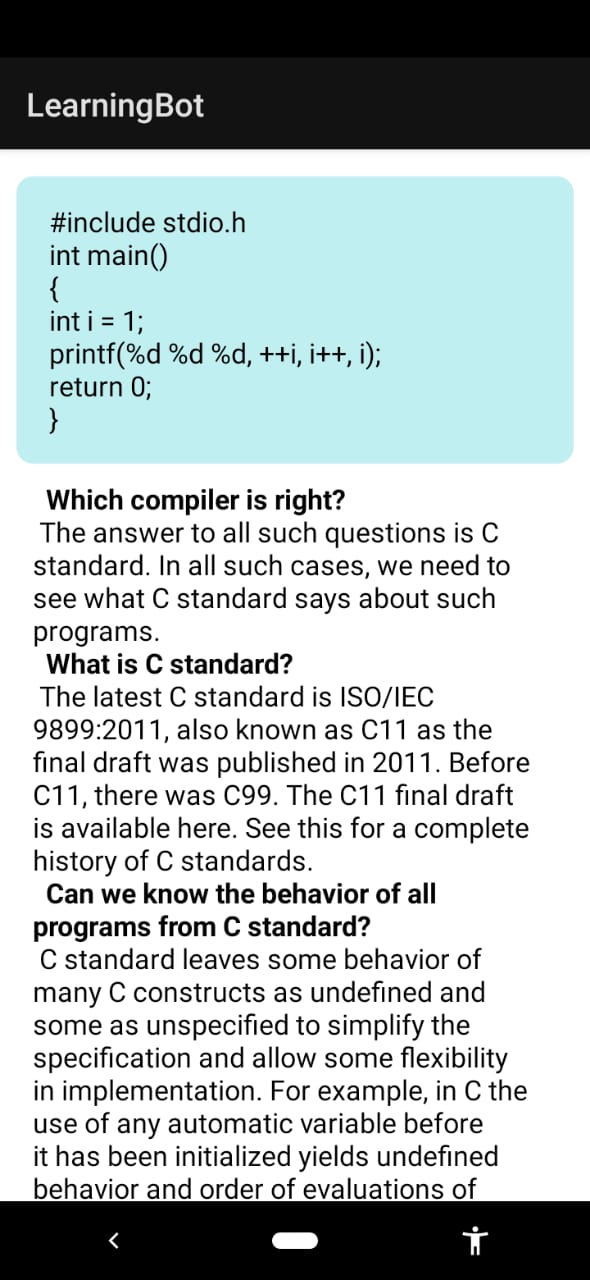 LearningBot
#include stdio.h
int main()
{
int i = 1;
printf(%d %d %d, ++i, i++, i);
return 0;
}
Which compiler is right?
The answer to all such questions is C
standard. In all such cases, we need to
see what C standard says about such
programs.
What is C standard?
The latest C standard is ISO/IEC
9899:2011, also known as C11 as the
final draft was published in 2011. Before
C11, there was C99. The C11 final draft
is available here. See this for a complete
history of C standards.
Can we know the behavior of all
programs from C standard?
C standard leaves some behavior of
many C constructs as undefined and
some as unspecified to simplify the
specification and allow some flexibility
in implementation. For example, in C the
use of any automatic variable before
it has been initialized yields undefined
behavior and order of evaluations of